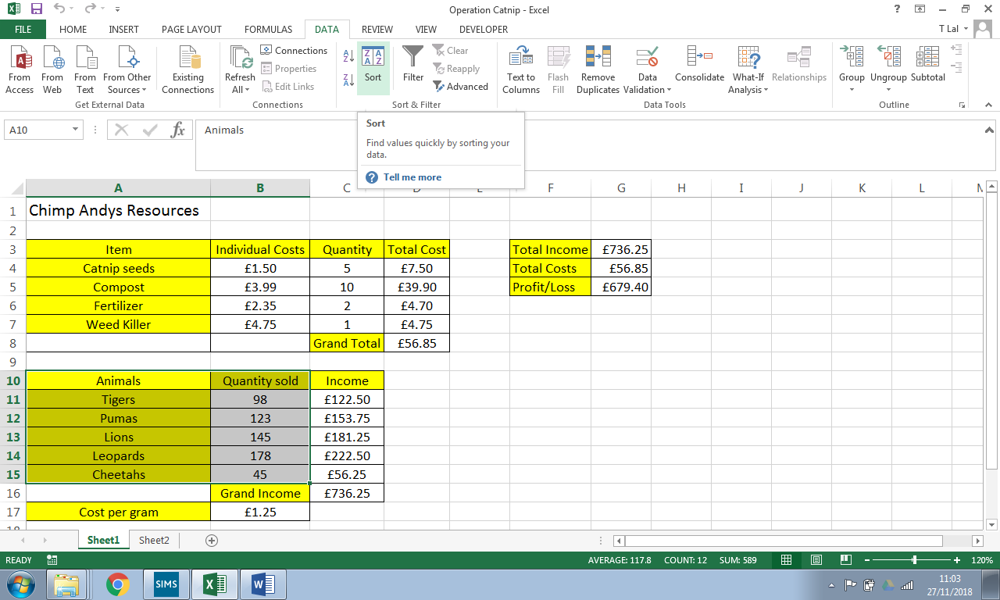 Operation Catnip - Excel
FILE HOME INSERT PAGE LAYOUT FORMULAS DATA REVIEW VIEW DEVELOPER T Lal
From Access
From Web
From Text
From Other Sources
Get External Data
Existing Connections
Refresh All
Connections
Properties
Edit Links
Connections
Sort
Filter
Clear
Reapply
Advanced
Sort & Filter
Text to Columns
Flash Fill
Remove Duplicates
Data Validation
Consolidate
What-If Analysis
Relationships
Data Tools
Group
Ungroup
Subtotal
Outline
A10 fx Animals
Sort
Find values quickly by sorting your
data.
Tell me more
A B C D E F G H I J K L M
1 Chimp Andys Resources
2
3 Item Individual Costs Quantity Total Cost Total Income £736.25
4 Catnip seeds £1.50 5 £7.50 Total Costs £56.85
5 Compost £3.99 10 £39.90 Profit/Loss £679.40
6 Fertilizer £2.35 2 £4.70
7 Weed Killer £4.75 1 £4.75
8 Grand Total £56.85
9
10 Animals Quantity sold Income
11 Tigers 98 £122.50
12 Pumas 123 £153.75
13 Lions 145 £181.25
14 Leopards 178 £222.50
15 Cheetahs 45 £56.25
16 Grand Income £736.25
17 Cost per gram £1.25
18
Sheet1 Sheet2
READY AVERAGE: 117.8 COUNT: 12 SUM: 589 120%
SIMS
11:03
27/11/2018